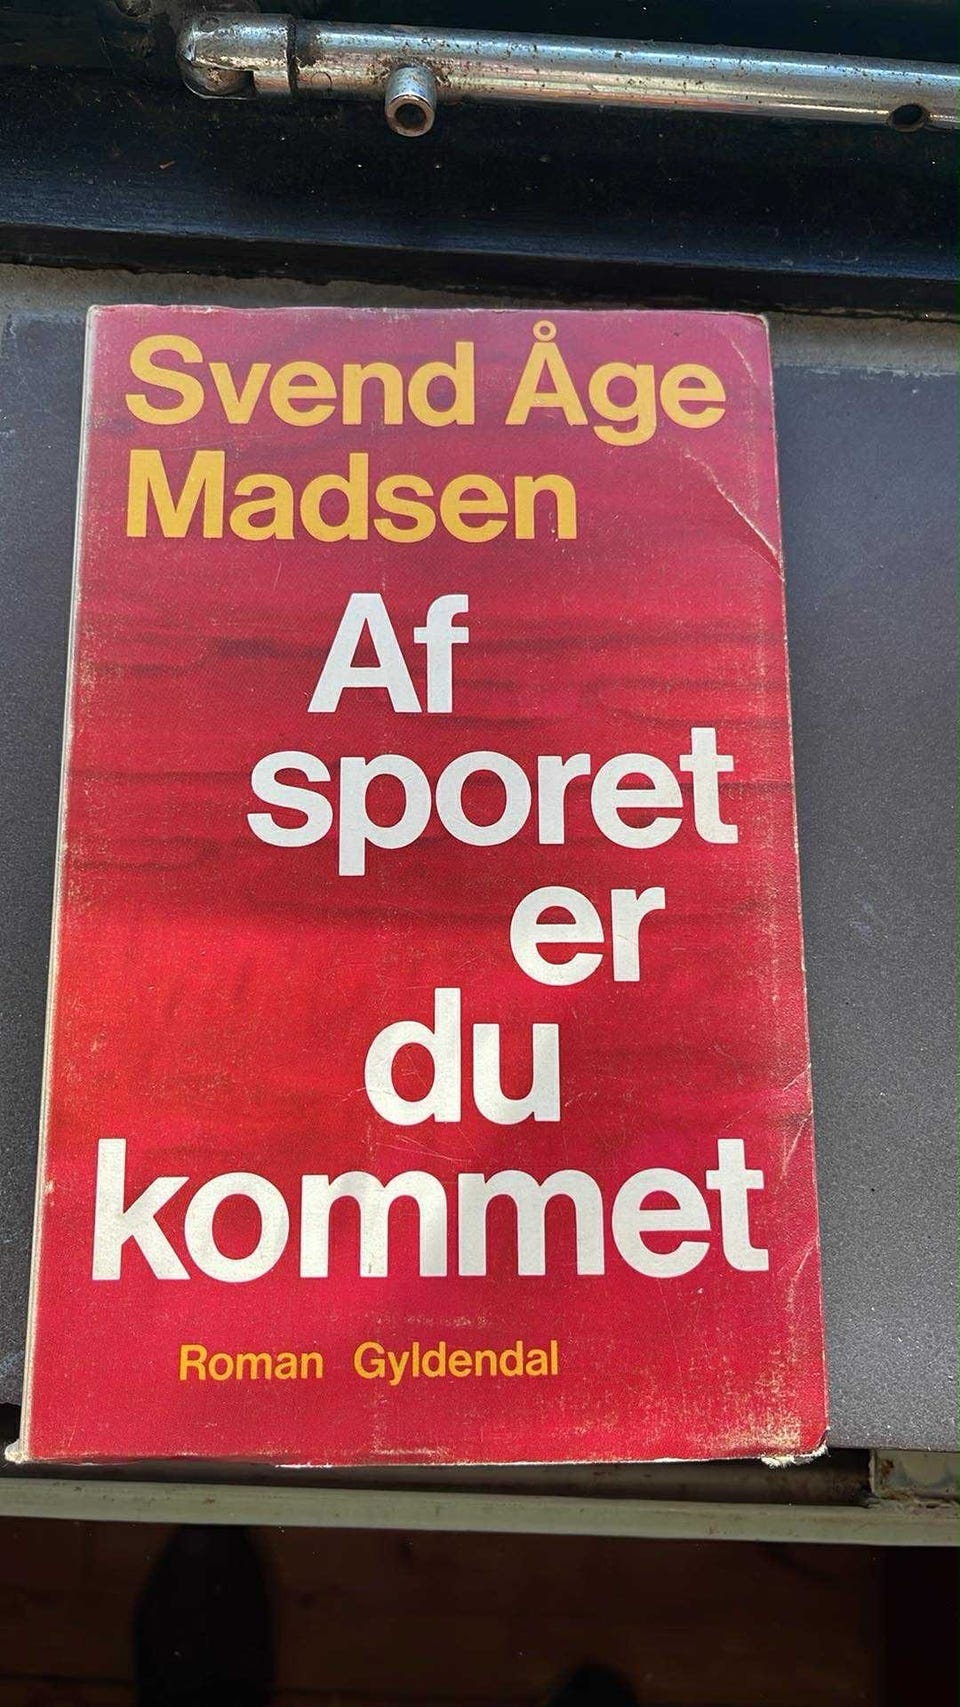 Svend Åge
Madsen
Af
sporet
er
du
kommet
Roman Gyldendal